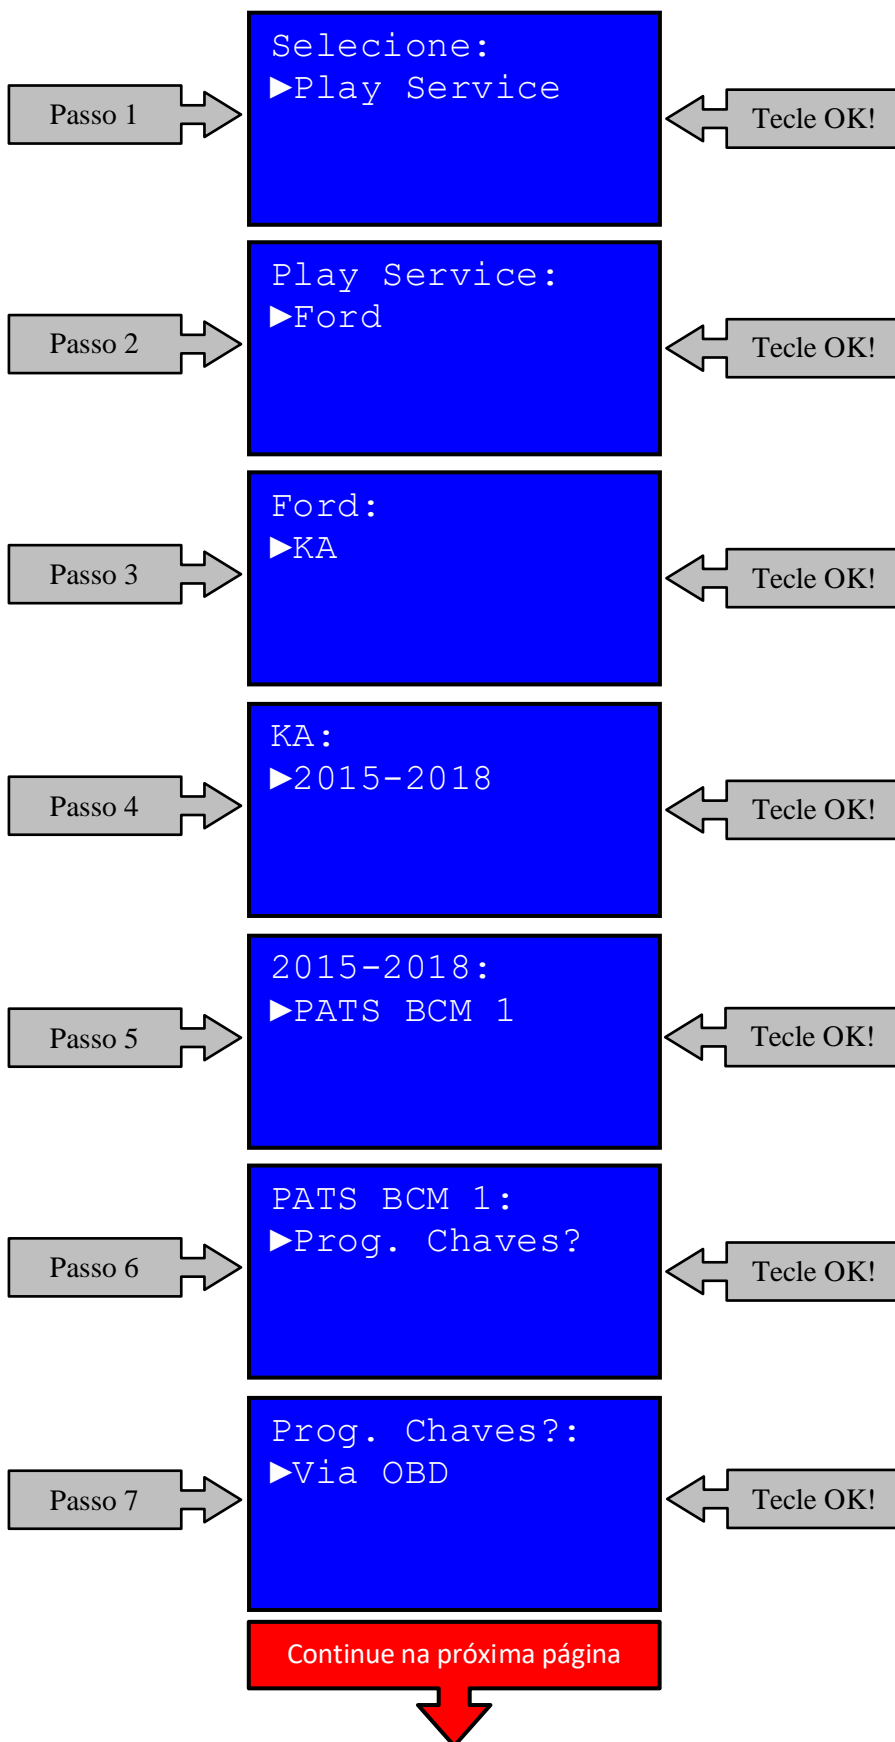 Selecione:
►Play Service
Passo 1
Tecle OK!
Play Service:
►Ford
Passo 2
Tecle OK!
Ford:
►KA
Passo 3
Tecle OK!
KA:
►2015-2018
Passo 4
Tecle OK!
2015-2018:
►PATS BCM 1
Passo 5
Tecle OK!
PATS BCM 1:
►Prog. Chaves?
Passo 6
Tecle OK!
Prog. Chaves?:
►Via OBD
Passo 7
Tecle OK!
Continue na próxima página